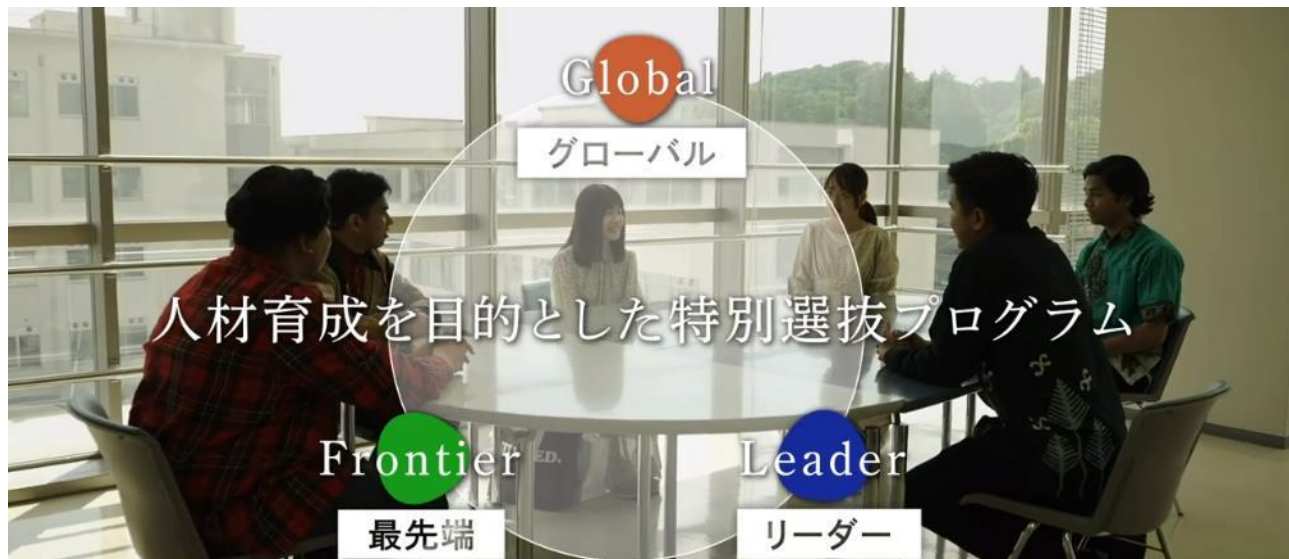 Global
グローバル
人材育成を目的とした特別選抜プログラム
Frontier
Leader
最先端
リーダー